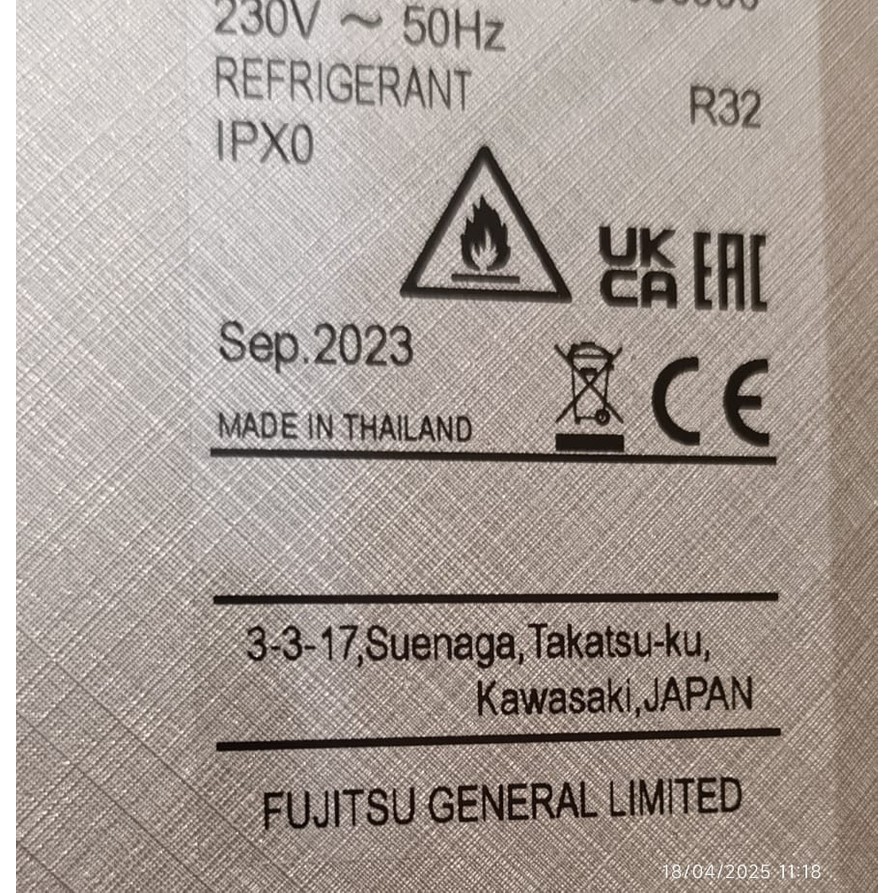 230V ~ 50Hz
REFRIGERANT R32
IPX0
UK
CA EAC
Sep.2023
CE
MADE IN THAILAND
3-3-17,Suenaga,Takatsu-ku,
Kawasaki,JAPAN
FUJITSU GENERAL LIMITED
18/04/2025 11:18